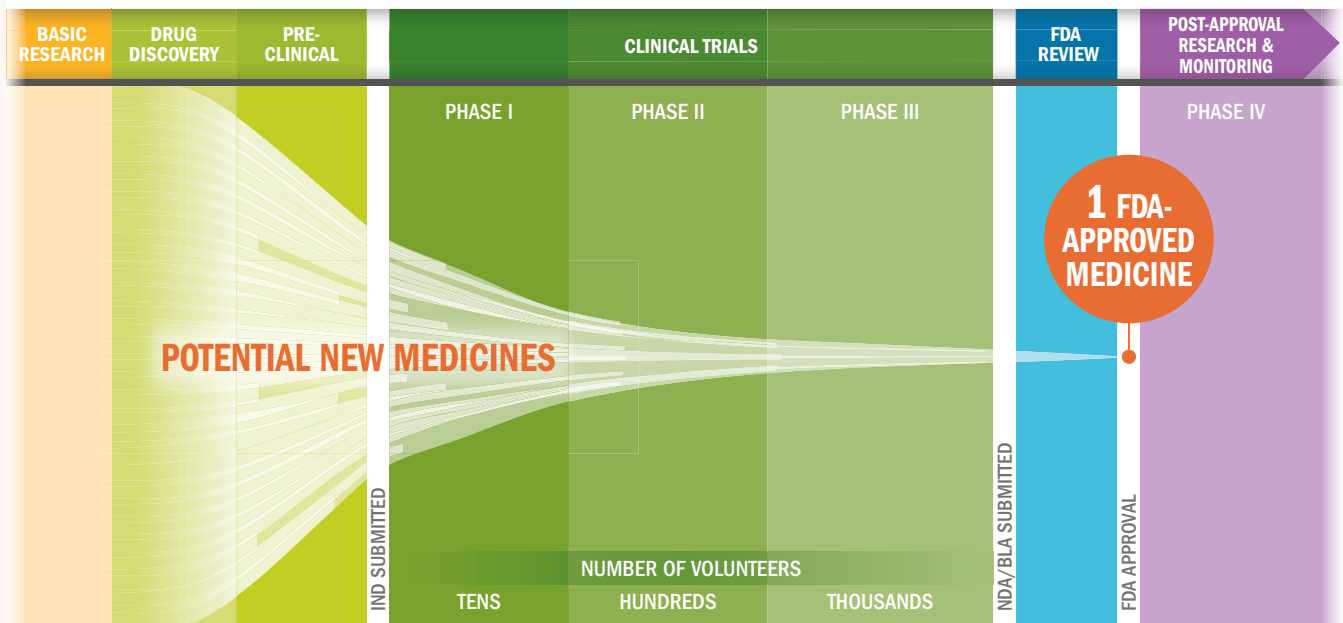 BASIC
RESEARCH
DRUG
DISCOVERY
PRE-
CLINICAL
CLINICAL TRIALS
FDA
REVIEW
POST-APPROVAL
RESEARCH &
MONITORING
PHASE I
PHASE II
PHASE III
PHASE IV
1 FDA-
APPROVED
MEDICINE
POTENTIAL NEW MEDICINES
IND SUBMITTED
NDA/BLA SUBMITTED
FDA APPROVAL
NUMBER OF VOLUNTEERS
TENS
HUNDREDS
THOUSANDS